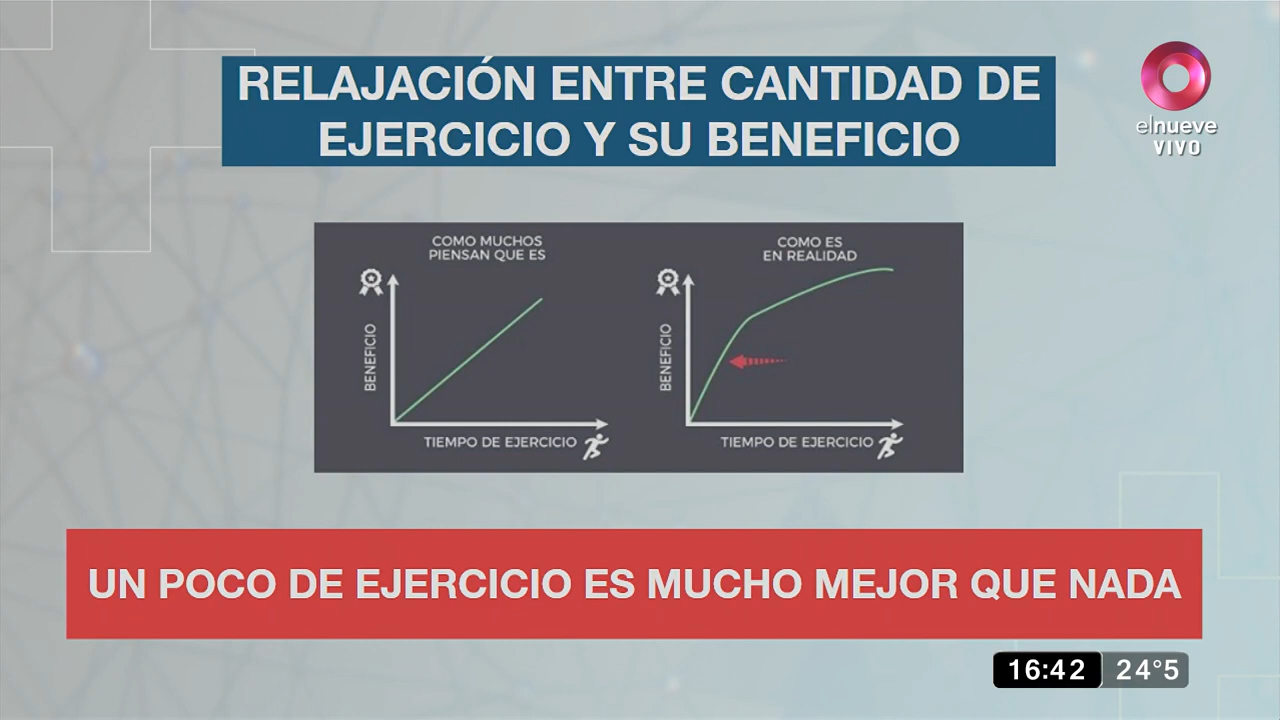 RELAJACIÓN ENTRE CANTIDAD DE
EJERCICIO Y SU BENEFICIO
elnueve
VIVO
COMO MUCHOS
PIENSAN QUE ES
BENEFICIO
TIEMPO DE EJERCICIO
COMO ES
EN REALIDAD
BENEFICIO
TIEMPO DE EJERCICIO
UN POCO DE EJERCICIO ES MUCHO MEJOR QUE NADA
16:42 24°5